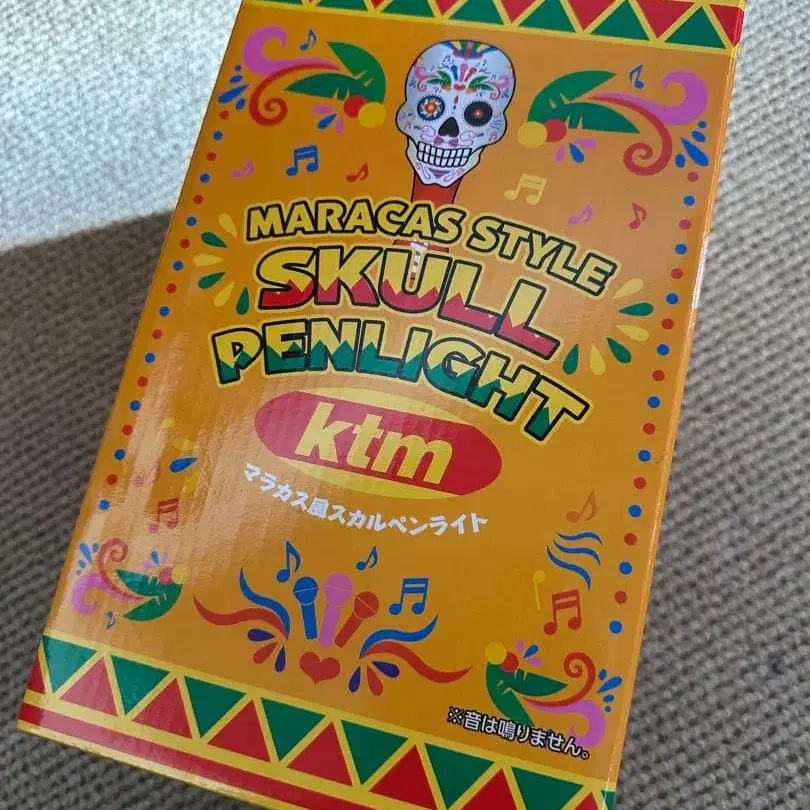 MARACAS STYLE
SKULL
PENLIGHT
ktm
マラカス風スカルペンライト
※音は鳴りません。